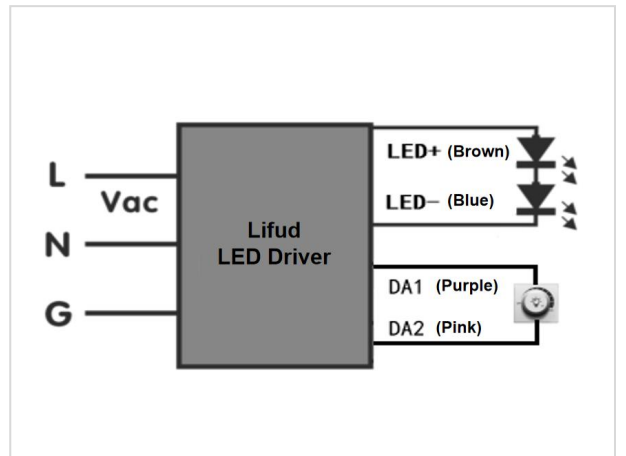 L
Vac
N
G
Lifud
LED Driver
LED+ (Brown)
LED- (Blue)
DA1 (Purple)
DA2 (Pink)